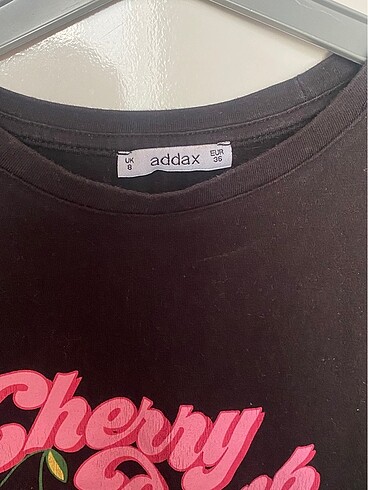 UK
8
addax
EUR
36
Cherry